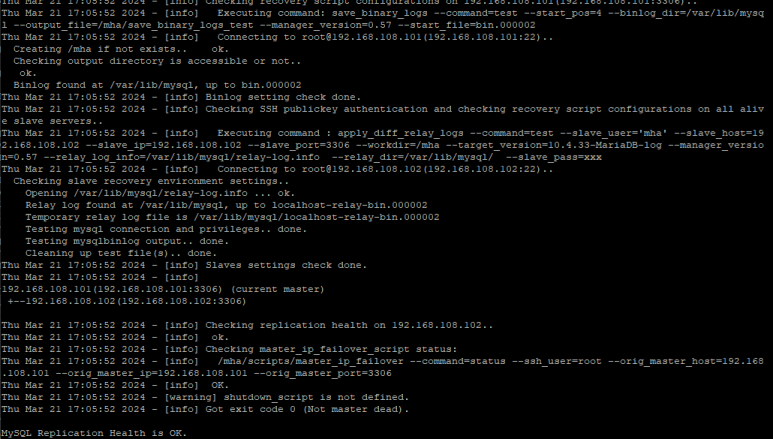 Thu Mar 21 17:05:52 2024 - [info] Checking recovery script configurations on 192.168.108.101(192.168.108.101:3306)..
Thu Mar 21 17:05:52 2024 - [info]   Executing command: save_binary_logs --command=test --start_pos=4 --binlog_dir=/var/lib/mysq
l --output_file=/mha/save_binary_logs_test --manager_version=0.57 --start_file=bin.000002
Thu Mar 21 17:05:52 2024 - [info]   Connecting to root@192.168.108.101(192.168.108.101:22)..
  Creating /mha if not exists..   ok.
  Checking output directory is accessible or not..
   ok.
  Binlog found at /var/lib/mysql, up to bin.000002
Thu Mar 21 17:05:52 2024 - [info] Binlog setting check done.
Thu Mar 21 17:05:52 2024 - [info] Checking SSH publickey authentication and checking recovery script configurations on all aliv
e slave servers..
Thu Mar 21 17:05:52 2024 - [info]   Executing command : apply_diff_relay_logs --command=test --slave_user='mha' --slave_host=19
2.168.108.102 --slave_ip=192.168.108.102 --slave_port=3306 --workdir=/mha --target_version=10.4.33-MariaDB-log --manager_versio
n=0.57 --relay_log_info=/var/lib/mysql/relay-log.info  --relay_dir=/var/lib/mysql/  --slave_pass=xxx
Thu Mar 21 17:05:52 2024 - [info]   Connecting to root@192.168.108.102(192.168.108.102:22)..
  Checking slave recovery environment settings..
    Opening /var/lib/mysql/relay-log.info ... ok.
    Relay log found at /var/lib/mysql, up to localhost-relay-bin.000002
    Temporary relay log file is /var/lib/mysql/localhost-relay-bin.000002
    Testing mysql connection and privileges.. done.
    Testing mysqlbinlog output.. done.
    Cleaning up test file(s).. done.
Thu Mar 21 17:05:52 2024 - [info] Slaves settings check done.
Thu Mar 21 17:05:52 2024 - [info]
192.168.108.101(192.168.108.101:3306) (current master)
 +--192.168.108.102(192.168.108.102:3306)
Thu Mar 21 17:05:52 2024 - [info] Checking replication health on 192.168.108.102..
Thu Mar 21 17:05:52 2024 - [info]  ok.
Thu Mar 21 17:05:52 2024 - [info] Checking master_ip_failover_script status:
Thu Mar 21 17:05:52 2024 - [info]   /mha/scripts/master_ip_failover --command=status --ssh_user=root --orig_master_host=192.168
.108.101 --orig_master_ip=192.168.108.101 --orig_master_port=3306
Thu Mar 21 17:05:52 2024 - [info]  OK.
Thu Mar 21 17:05:52 2024 - [warning] shutdown_script is not defined.
Thu Mar 21 17:05:52 2024 - [info] Got exit code 0 (Not master dead).
MySQL Replication Health is OK.